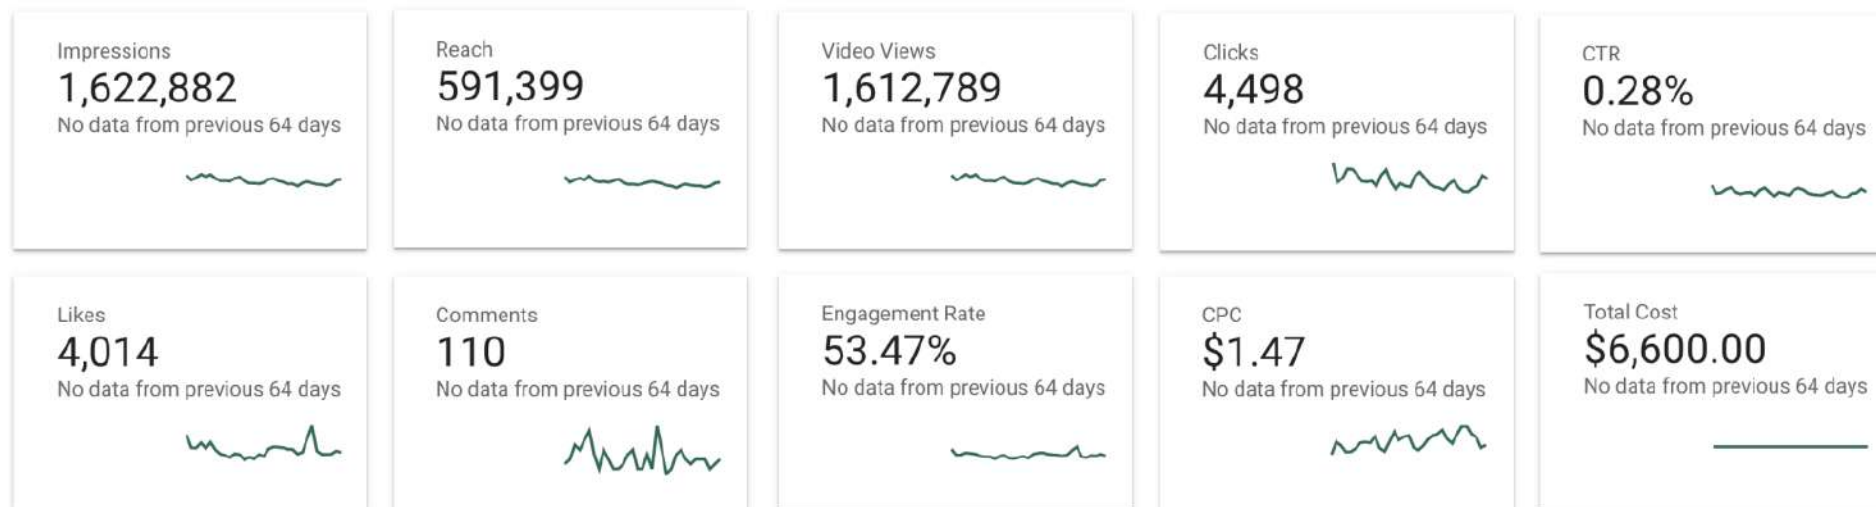 Impressions
1,622,882
No data from previous 64 days
Reach
591,399
No data from previous 64 days
Video Views
1,612,789
No data from previous 64 days
Clicks
4,498
No data from previous 64 days
CTR
0.28%
No data from previous 64 days
Likes
4,014
No data from previous 64 days
Comments
110
No data from previous 64 days
Engagement Rate
53.47%
No data from previous 64 days
CPC
$1.47
No data from previous 64 days
Total Cost
$6,600.00
No data from previous 64 days